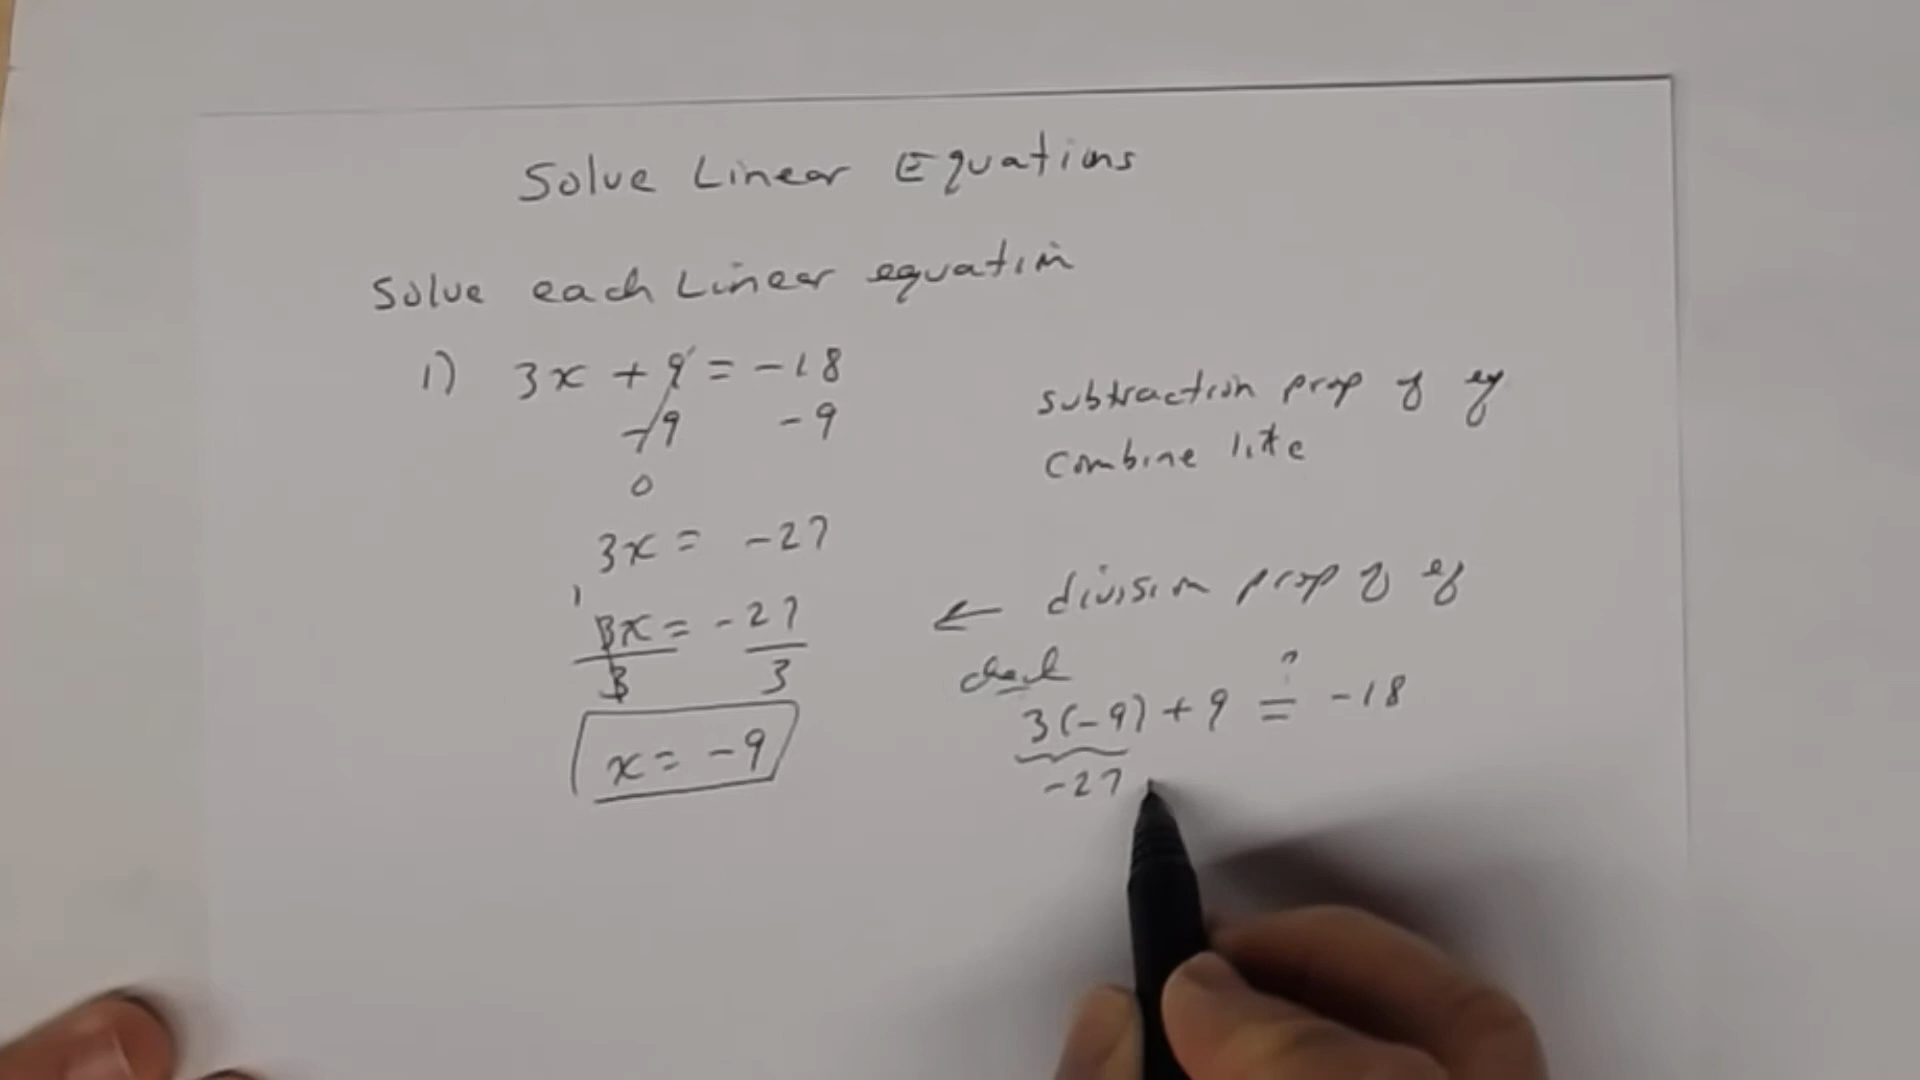 Solve Linear Equations
Solve each Linear equation
1) 3x + 9 = -18
-9 -9
0
subtraction prop of eq
combine like
3x = -27
1
3x = -27
3 3
← division prop of eq
x = -9
check
?
3(-9) + 9 = -18
-27